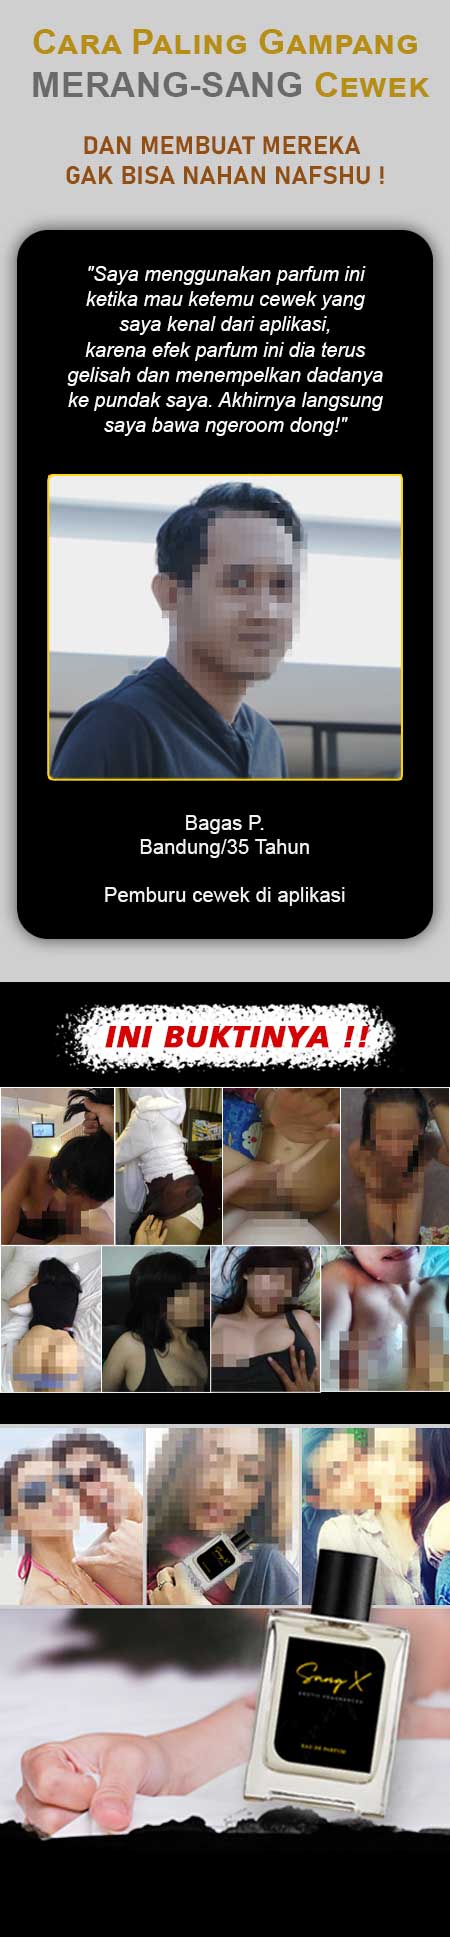 CARA PALING GAMPANG
MERANG-SANG CEWEK
DAN MEMBUAT MEREKA
GAK BISA NAHAN NAFSHU !
"Saya menggunakan parfum ini
ketika mau ketemu cewek yang
saya kenal dari aplikasi,
karena efek parfum ini dia terus
gelisah dan menempelkan dadanya
ke pundak saya. Akhirnya langsung
saya bawa ngeroom dong!"
Bagas P.
Bandung/35 Tahun
Pemburu cewek di aplikasi
INI BUKTINYA !!
Sang X
EROTIC FRAGRANCES
EAU DE PARFUM